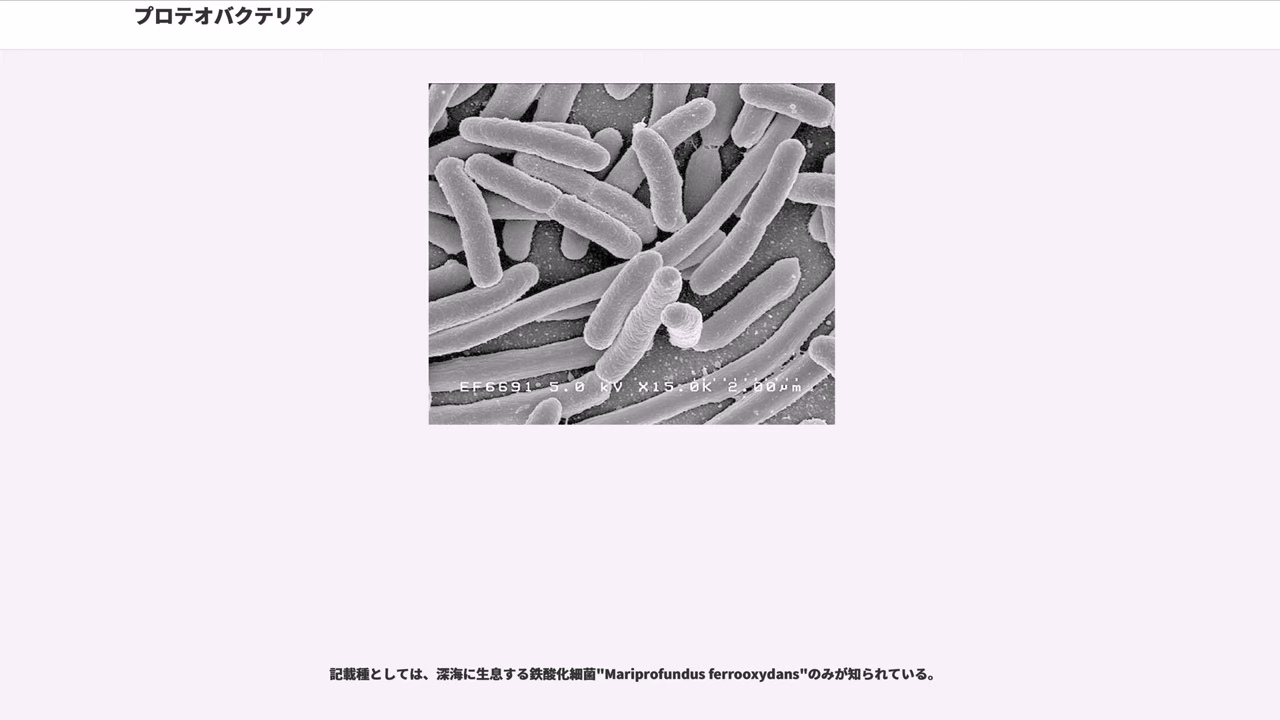 プロテオバクテリア
EF6691 5.0 kV X15.0K 2.00μm
記載種としては、深海に生息する鉄酸化細菌"Mariprofundus ferrooxydans"のみが知られている。